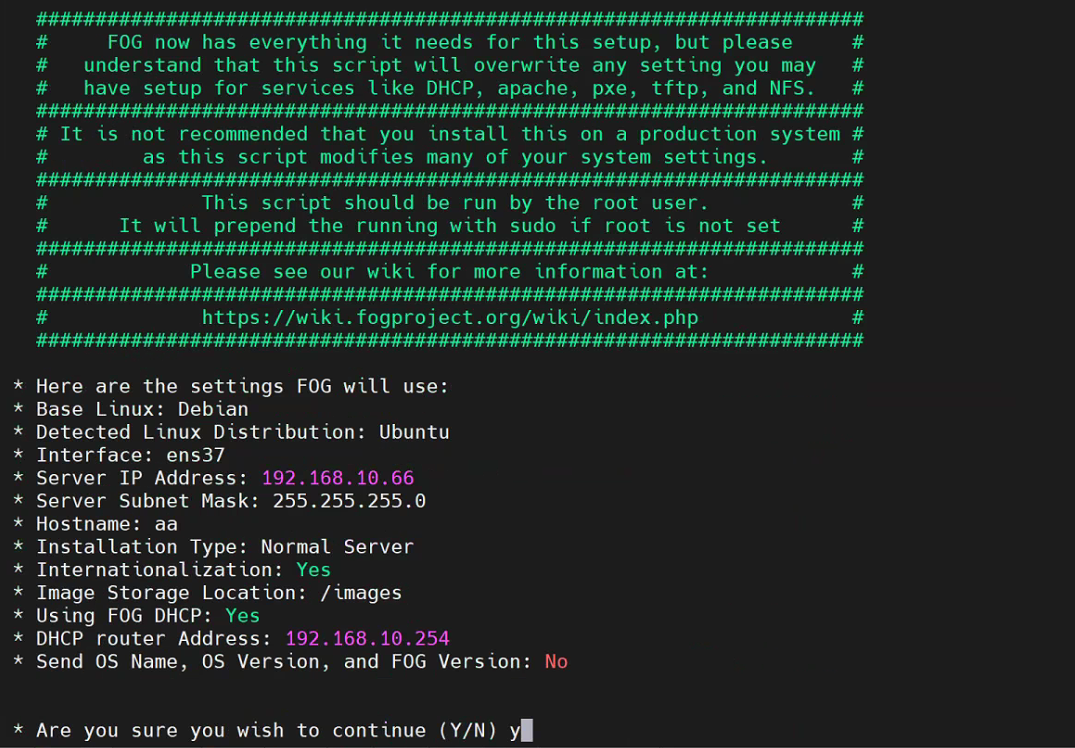 ######################################################################
# FOG now has everything it needs for this setup, but please #
# understand that this script will overwrite any setting you may #
# have setup for services like DHCP, apache, pxe, tftp, and NFS. #
######################################################################
# It is not recommended that you install this on a production system #
# as this script modifies many of your system settings. #
######################################################################
# This script should be run by the root user. #
# It will prepend the running with sudo if root is not set #
######################################################################
# Please see our wiki for more information at: #
######################################################################
# https://wiki.fogproject.org/wiki/index.php #
######################################################################
* Here are the settings FOG will use:
* Base Linux: Debian
* Detected Linux Distribution: Ubuntu
* Interface: ens37
* Server IP Address: 192.168.10.66
* Server Subnet Mask: 255.255.255.0
* Hostname: aa
* Installation Type: Normal Server
* Internationalization: Yes
* Image Storage Location: /images
* Using FOG DHCP: Yes
* DHCP router Address: 192.168.10.254
* Send OS Name, OS Version, and FOG Version: No
* Are you sure you wish to continue (Y/N) y